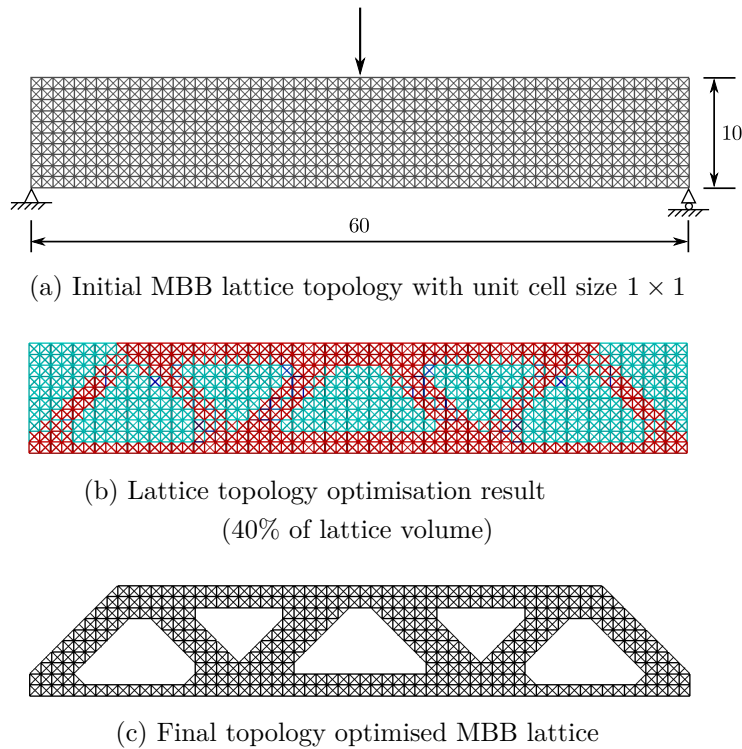 10
60
(a) Initial MBB lattice topology with unit cell size 1 × 1
(b) Lattice topology optimisation result
(40% of lattice volume)
(c) Final topology optimised MBB lattice